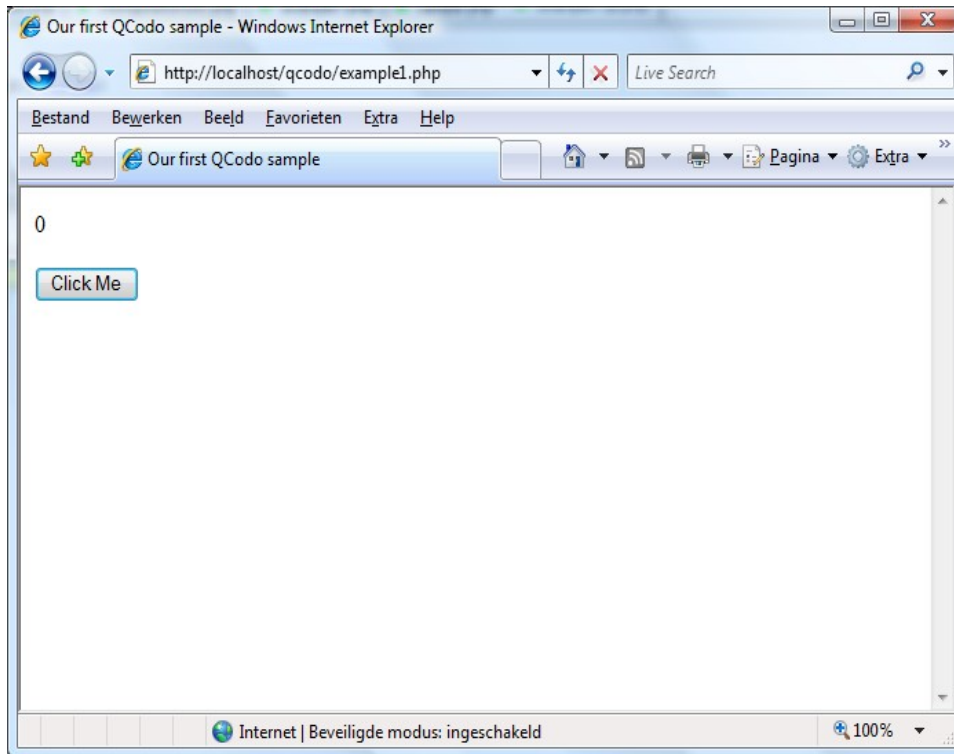 Our first QCodo sample - Windows Internet Explorer
http://localhost/qcodo/example1.php
Live Search
Bestand Bewerken Beeld Favorieten Extra Help
Our first QCodo sample
Pagina Extra
0
Click Me
Internet | Beveiligde modus: ingeschakeld
100%